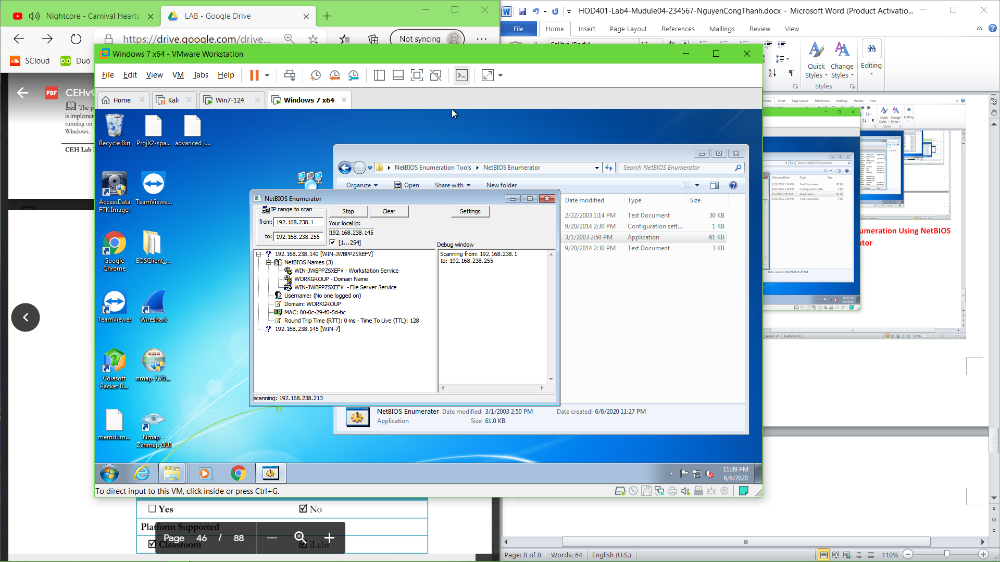 Nightcore - Carnival Hearts
LAB - Google Drive
https://drive.google.com/drive...
Not syncing
SCloud
Duo
HOD401-Lab4-Mudule04-234567-NguyenCongThanh.docx - Microsoft Word (Product Activatio...
File Home Insert Page Layout References Mailings Review View
Quick Styles
Change Styles
Editing
Styles
Windows 7 x64 - VMware Workstation
File Edit View VM Tabs Help
Home
Kali
Win7-124
Windows 7 x64
PDF
CEHv9
is implemen
running on
Windows.
CEH Lab
Recycle Bin
ProjX2-spa...
advanced_i...
AccessData FTK Imager
TeamViewe...
Google Chrome
EOSClient_...
TeamViewer
Wireshark
Colasoft Packet B...
nmap-7.70...
memdum...
Nmap - Zenmap GUI
NetBIOS Enumeration Tools
NetBIOS Enumerator
Search NetBIOS Enumerator
Organize
Open
Share with
New folder
Date modified Type Size
2/22/2003 1:14 PM Text Document 30 KB
9/20/2014 2:30 PM Configuration sett... 1 KB
3/1/2003 2:50 PM Application 61 KB
9/20/2014 2:30 PM Text Document 3 KB
NetBIOS Enumerator
IP range to scan
from: 192.168.238.1
to: 192.168.238.255
Stop
Clear
Settings
Your local ip:
192.168.238.145
[1...254]
Debug window
192.168.238.140 [WIN-JWBPPZSXEFV]
NetBIOS Names (3)
WIN-JWBPPZSXEFV - Workstation Service
WORKGROUP - Domain Name
WIN-JWBPPZSXEFV - File Server Service
Username: (No one logged on)
Domain: WORKGROUP
MAC: 00-0c-29-f0-5d-bc
Round Trip Time (RTT): 0 ms - Time To Live (TTL): 128
192.168.238.145 [WIN-7]
Scanning from: 192.168.238.1
to: 192.168.238.255
scanning: 192.168.238.213
NetBIOS Enumerater Date modified: 3/1/2003 2:50 PM Date created: 6/6/2020 11:27 PM
Application Size: 61.0 KB
11:39 PM
6/6/2020
To direct input to this VM, click inside or press Ctrl+G.
umeration Using NetBIOS
ator
Yes
No
Platform Supported
Classroom
iLabs
Page 46 / 88
Page: 8 of 8
Words: 64
English (U.S.)
110%